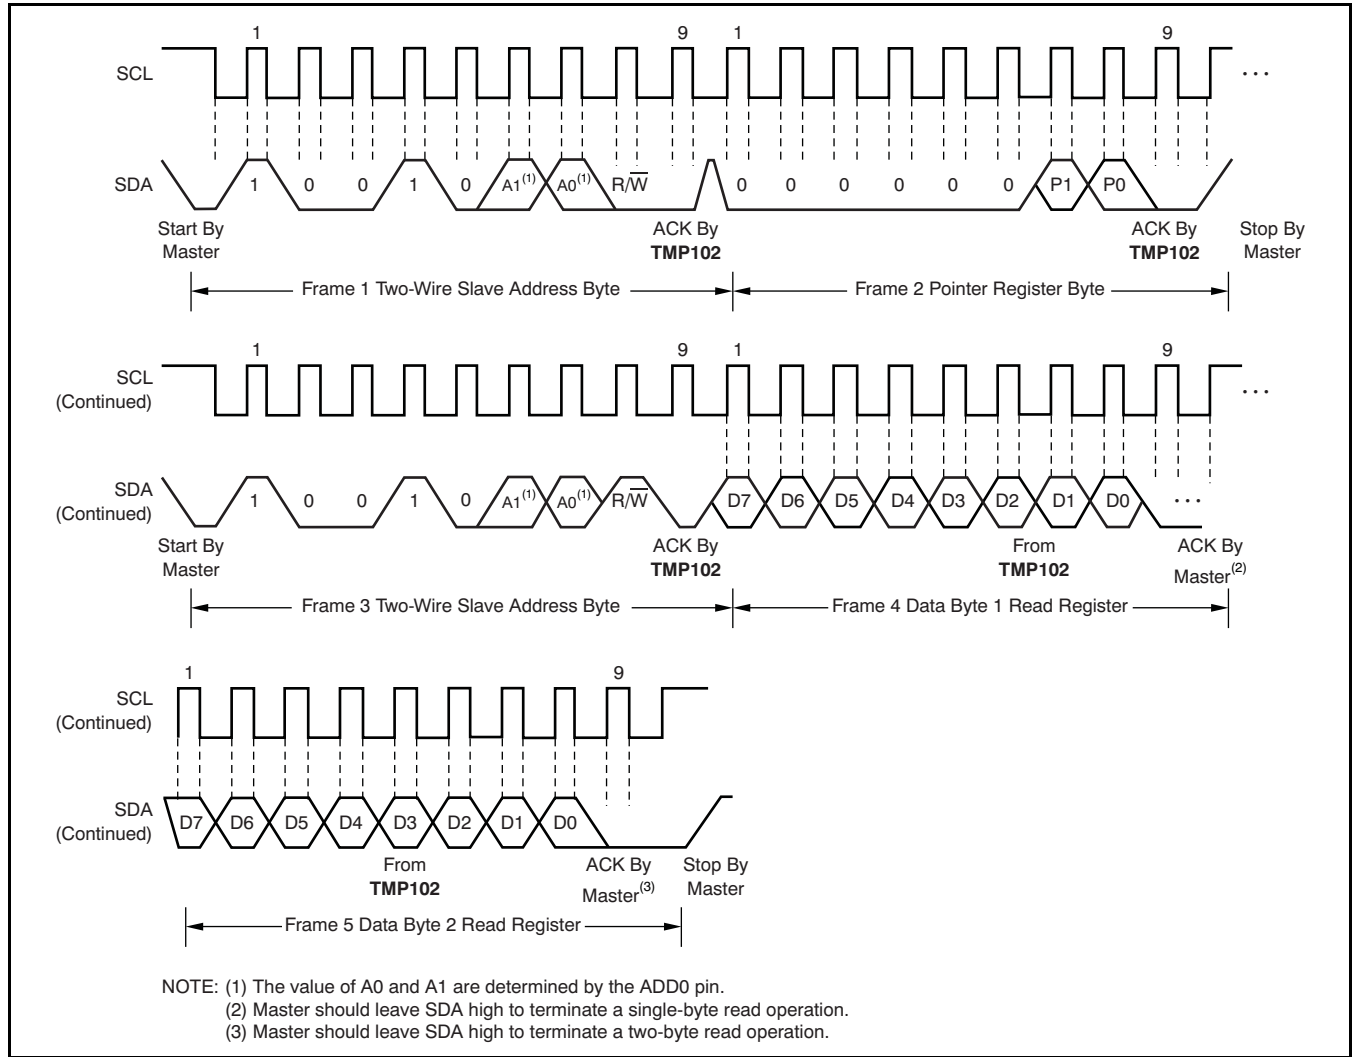 1 9 1 9
SCL ...
SDA 1 0 0 1 0 A1(1) A0(1) R/W 0 0 0 0 0 0 P1 P0
Start By Master ACK By TMP102 ACK By TMP102 Stop By Master
Frame 1 Two-Wire Slave Address Byte Frame 2 Pointer Register Byte
1 9 1 9
SCL (Continued) ...
SDA (Continued) 1 0 0 1 0 A1(1) A0(1) R/W D7 D6 D5 D4 D3 D2 D1 D0 ...
Start By Master ACK By TMP102 From TMP102 ACK By Master(2)
Frame 3 Two-Wire Slave Address Byte Frame 4 Data Byte 1 Read Register
1 9
SCL (Continued)
SDA (Continued) D7 D6 D5 D4 D3 D2 D1 D0
From TMP102 ACK By Master(3) Stop By Master
Frame 5 Data Byte 2 Read Register
NOTE: (1) The value of A0 and A1 are determined by the ADD0 pin.
(2) Master should leave SDA high to terminate a single-byte read operation.
(3) Master should leave SDA high to terminate a two-byte read operation.